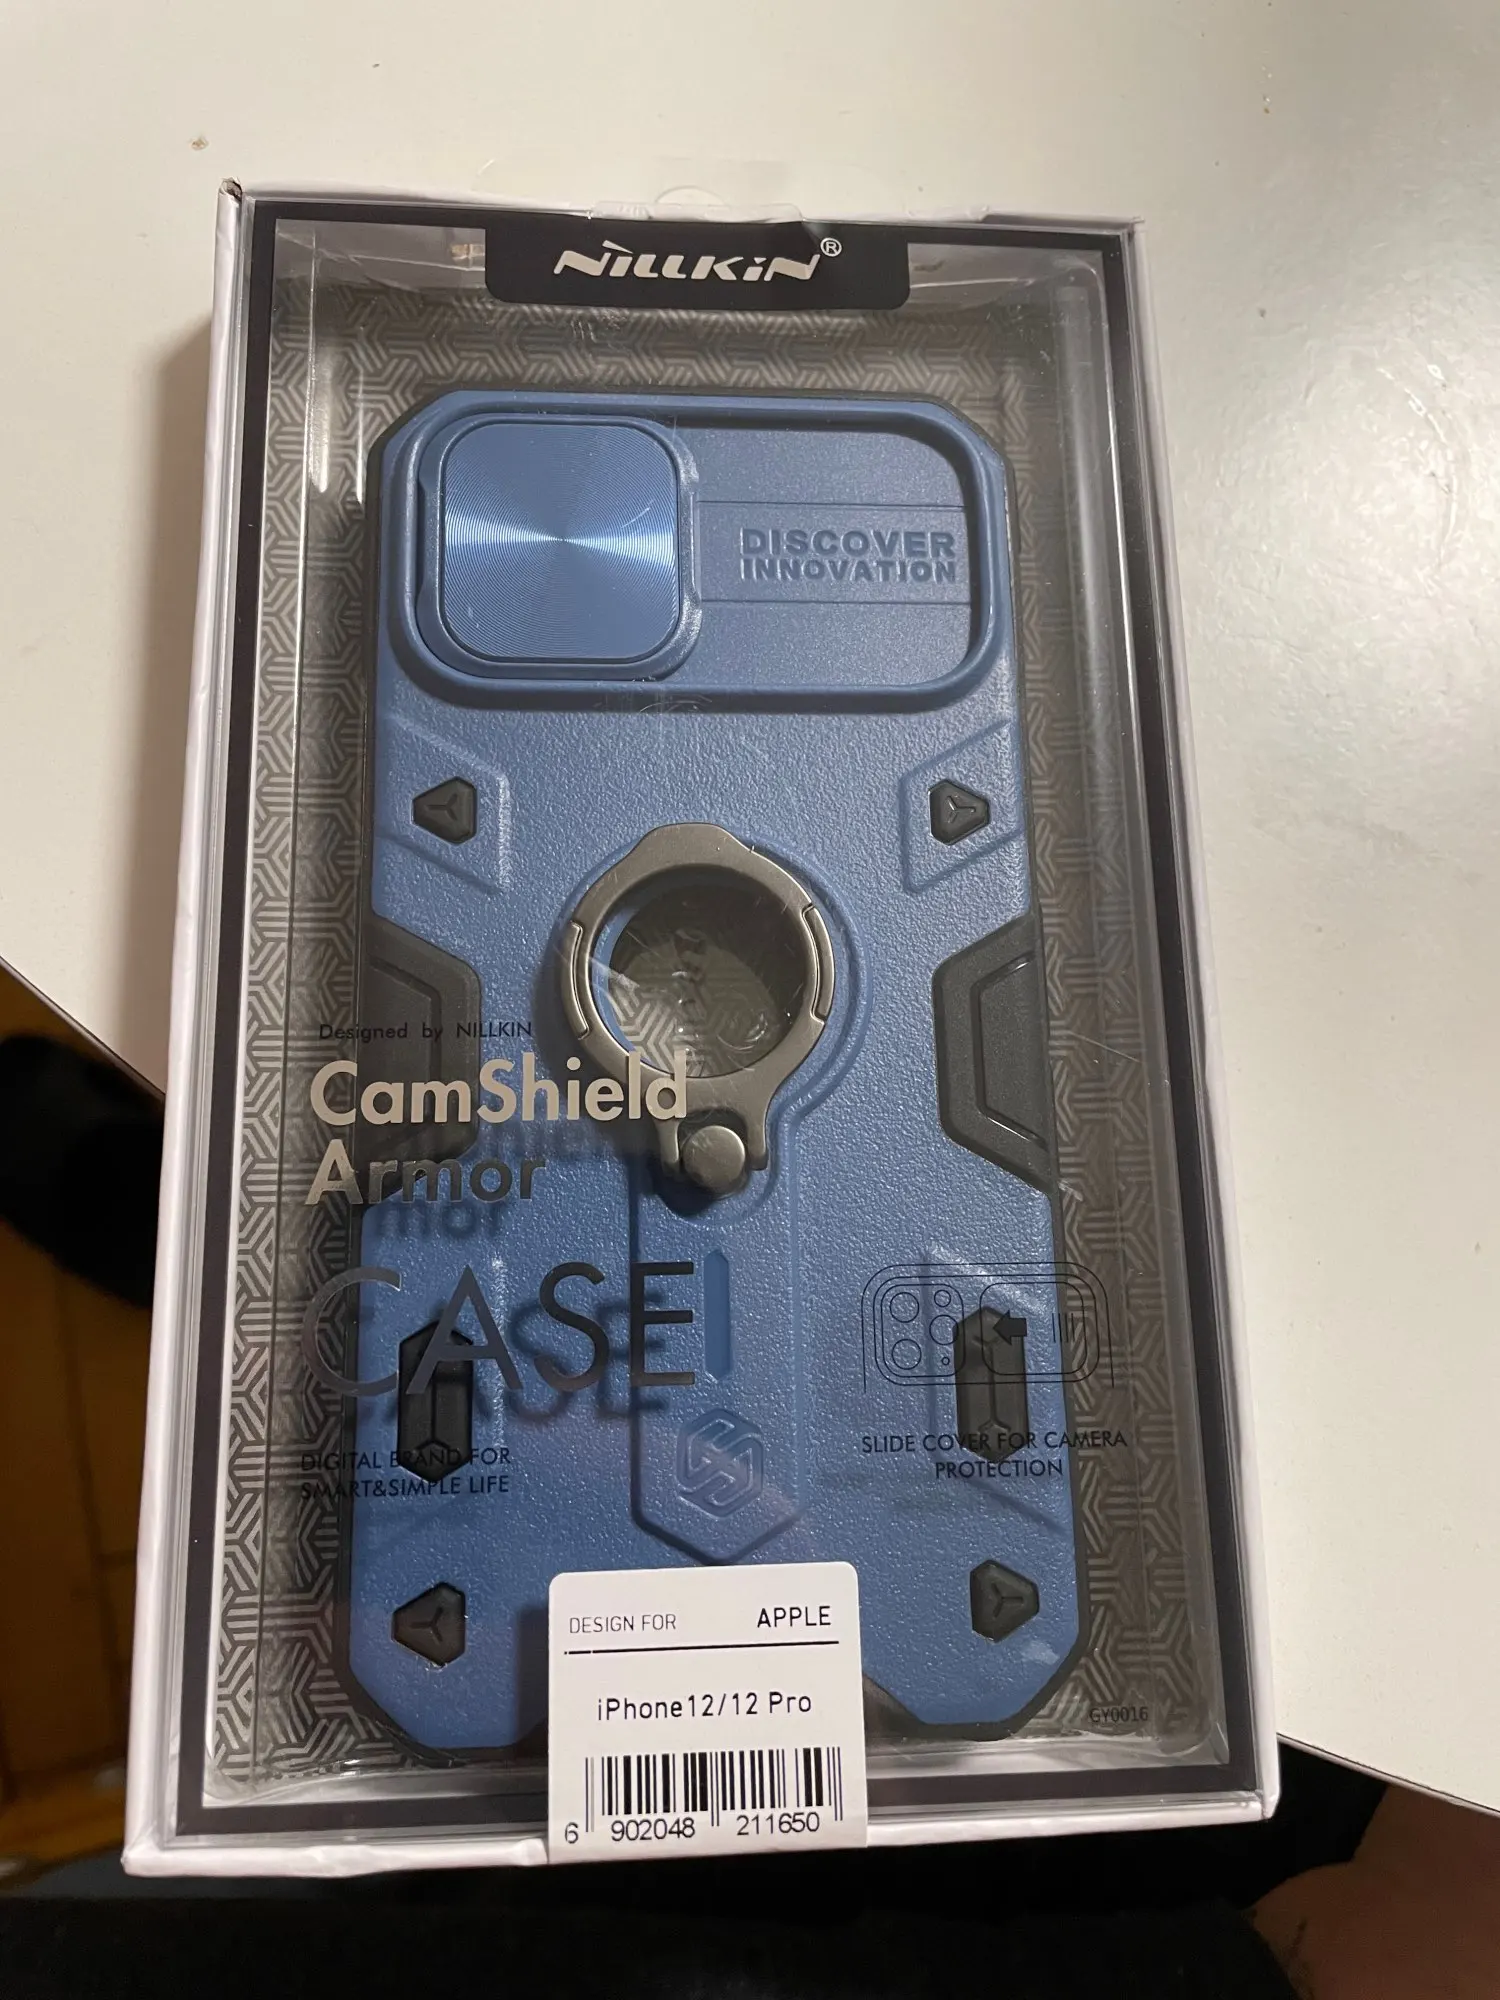 NILLKIN®
DISCOVER
INNOVATION
Designed by NILLKIN
CamShield
Armor
CASE
DIGITAL BRAND FOR
SMART&SIMPLE LIFE
SLIDE COVER FOR CAMERA
PROTECTION
GY0016
DESIGN FOR APPLE
iPhone12/12 Pro
6 902048 211650